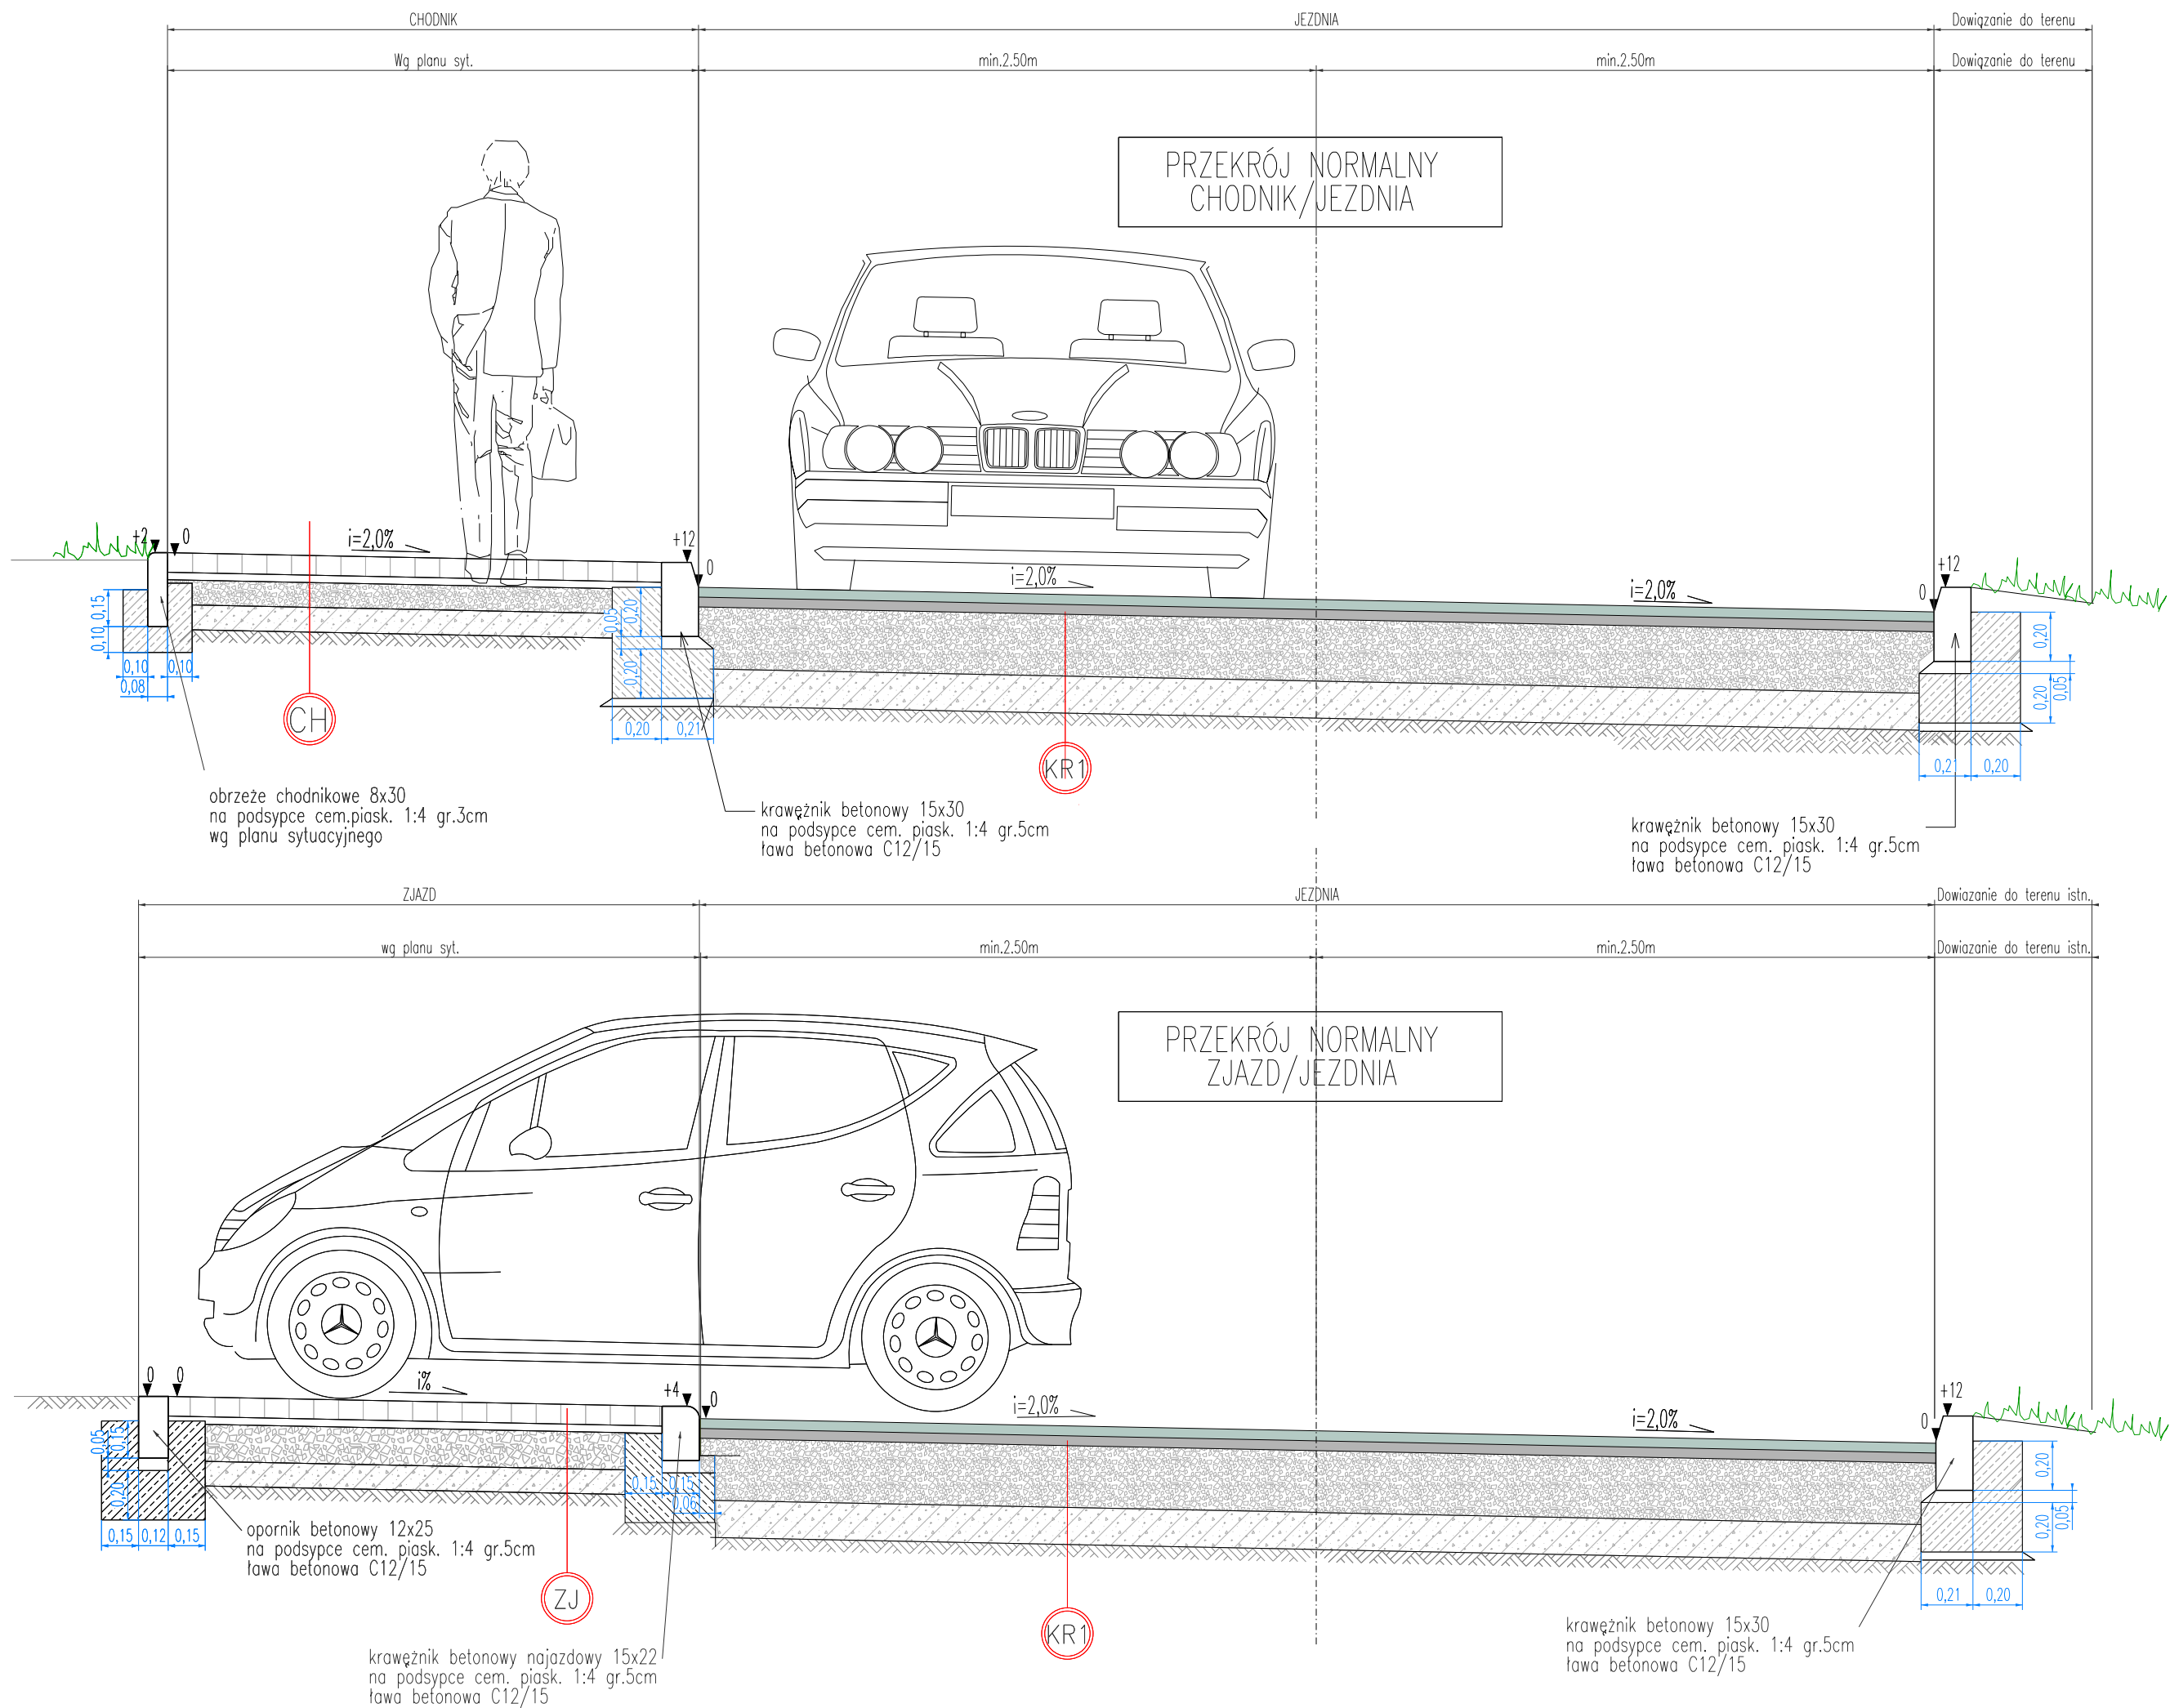 CHODNIK JEZDNIA Dowiązanie do terenu
Wg planu syt. min.2.50m min.2.50m Dowiązanie do terenu
PRZEKRÓJ NORMALNY
CHODNIK/JEZDNIA
+2 0 i=2,0% +12 0 i=2,0% i=2,0% 0 +12
0,15 0,05 0,20 0,20
0,10 0,20 0,20 0,05
0,10 0,10
0,08
0,20 0,21 0,21 0,20
CH
KR1
obrzeże chodnikowe 8x30
na podsypce cem.piask. 1:4 gr.3cm
wg planu sytuacyjnego
krawężnik betonowy 15x30
na podsypce cem. piask. 1:4 gr.5cm
ława betonowa C12/15
krawężnik betonowy 15x30
na podsypce cem. piask. 1:4 gr.5cm
ława betonowa C12/15
ZJAZD JEZDNIA Dowiazanie do terenu istn.
wg planu syt. min.2.50m min.2.50m Dowiazanie do terenu istn.
PRZEKRÓJ NORMALNY
ZJAZD/JEZDNIA
0 0 i% +4 0 i=2,0% i=2,0% 0 +12
0,05 0,15 0,20
0,20 0,15 0,15 0,20 0,05
0,06
0,15 0,12 0,15 0,21 0,20
opornik betonowy 12x25
na podsypce cem. piask. 1:4 gr.5cm
ława betonowa C12/15
ZJ
KR1
krawężnik betonowy najazdowy 15x22
na podsypce cem. piask. 1:4 gr.5cm
ława betonowa C12/15
krawężnik betonowy 15x30
na podsypce cem. piask. 1:4 gr.5cm
ława betonowa C12/15